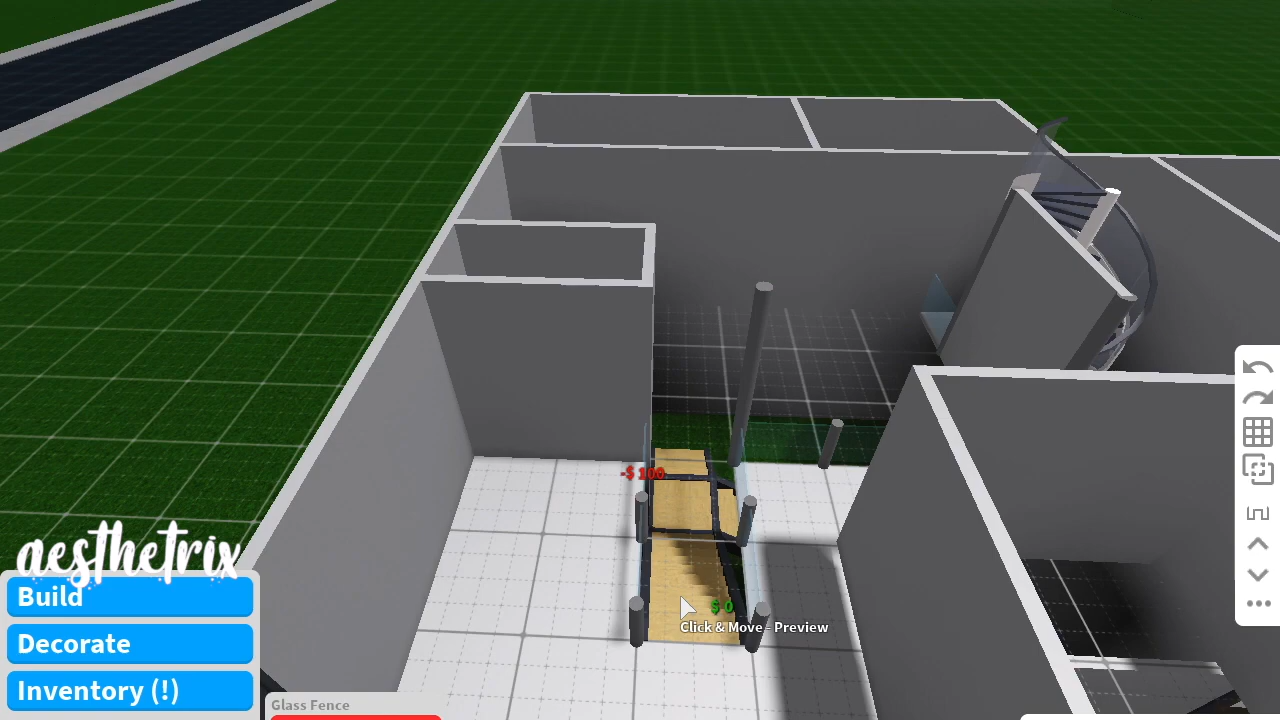 -$ 100
aesthetrix
Build
$ 0
Click & Move - Preview
Decorate
Inventory (!)
Glass Fence